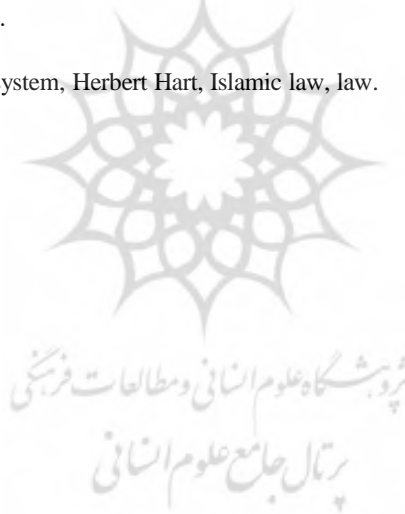 .
ystem, Herbert Hart, Islamic law, law.
پژوهشگاه علوم انسانی و مطالعات فرهنگی
پرتال جامع علوم انسانی